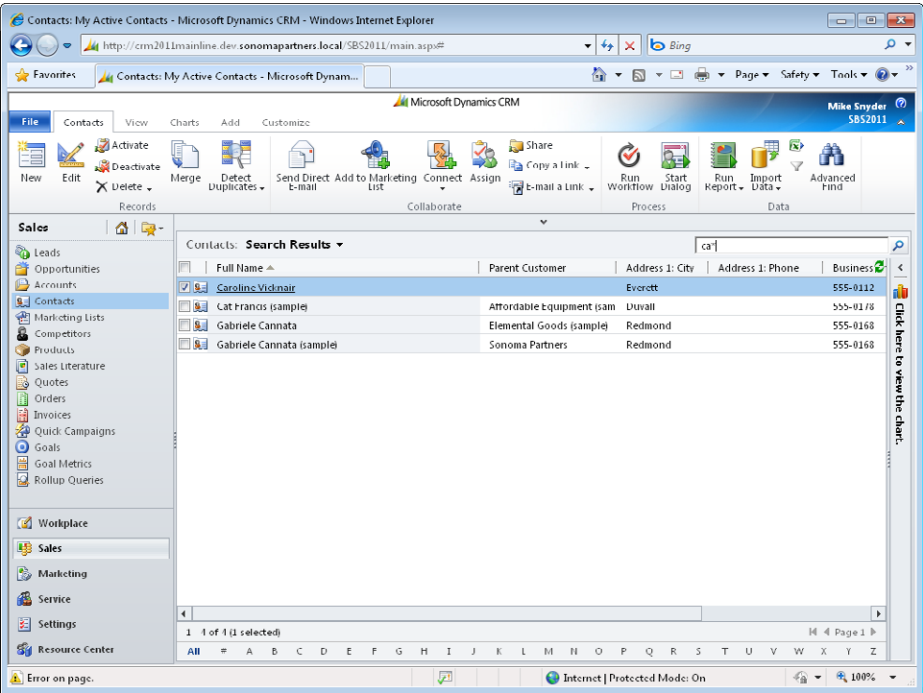 Contacts: My Active Contacts - Microsoft Dynamics CRM - Windows Internet Explorer
http://crm2011mainline.dev.sonomapartners.local/SBS2011/main.aspx#
Bing
Favorites
Contacts: My Active Contacts - Microsoft Dynam...
Page
Safety
Tools
Microsoft Dynamics CRM
Mike Snyder
SBS2011
File
Contacts
View
Charts
Add
Customize
New
Edit
Activate
Deactivate
Delete
Records
Merge
Detect Duplicates
Send Direct E-mail
Add to Marketing List
Connect
Assign
Share
Copy a Link
E-mail a Link
Collaborate
Run Workflow
Start Dialog
Process
Run Report
Import Data
Advanced Find
Data
Sales
Leads
Opportunities
Accounts
Contacts
Marketing Lists
Competitors
Products
Sales Literature
Quotes
Orders
Invoices
Quick Campaigns
Goals
Goal Metrics
Rollup Queries
Workplace
Sales
Marketing
Service
Settings
Resource Center
Contacts: Search Results
ca*
Full Name Parent Customer Address 1: City Address 1: Phone Business
Caroline Vicknair Everett 555-0112
Cat Francis (sample) Affordable Equipment (sam Duvall 555-0178
Gabriele Cannata Elemental Goods (sample) Redmond 555-0168
Gabriele Cannata (sample) Sonoma Partners Redmond 555-0168
Click here to view the chart.
1 4 of 4 (1 selected)
Page 1
All # A B C D E F G H I J K L M N O P Q R S T U V W X Y Z
Error on page.
Internet | Protected Mode: On
100%